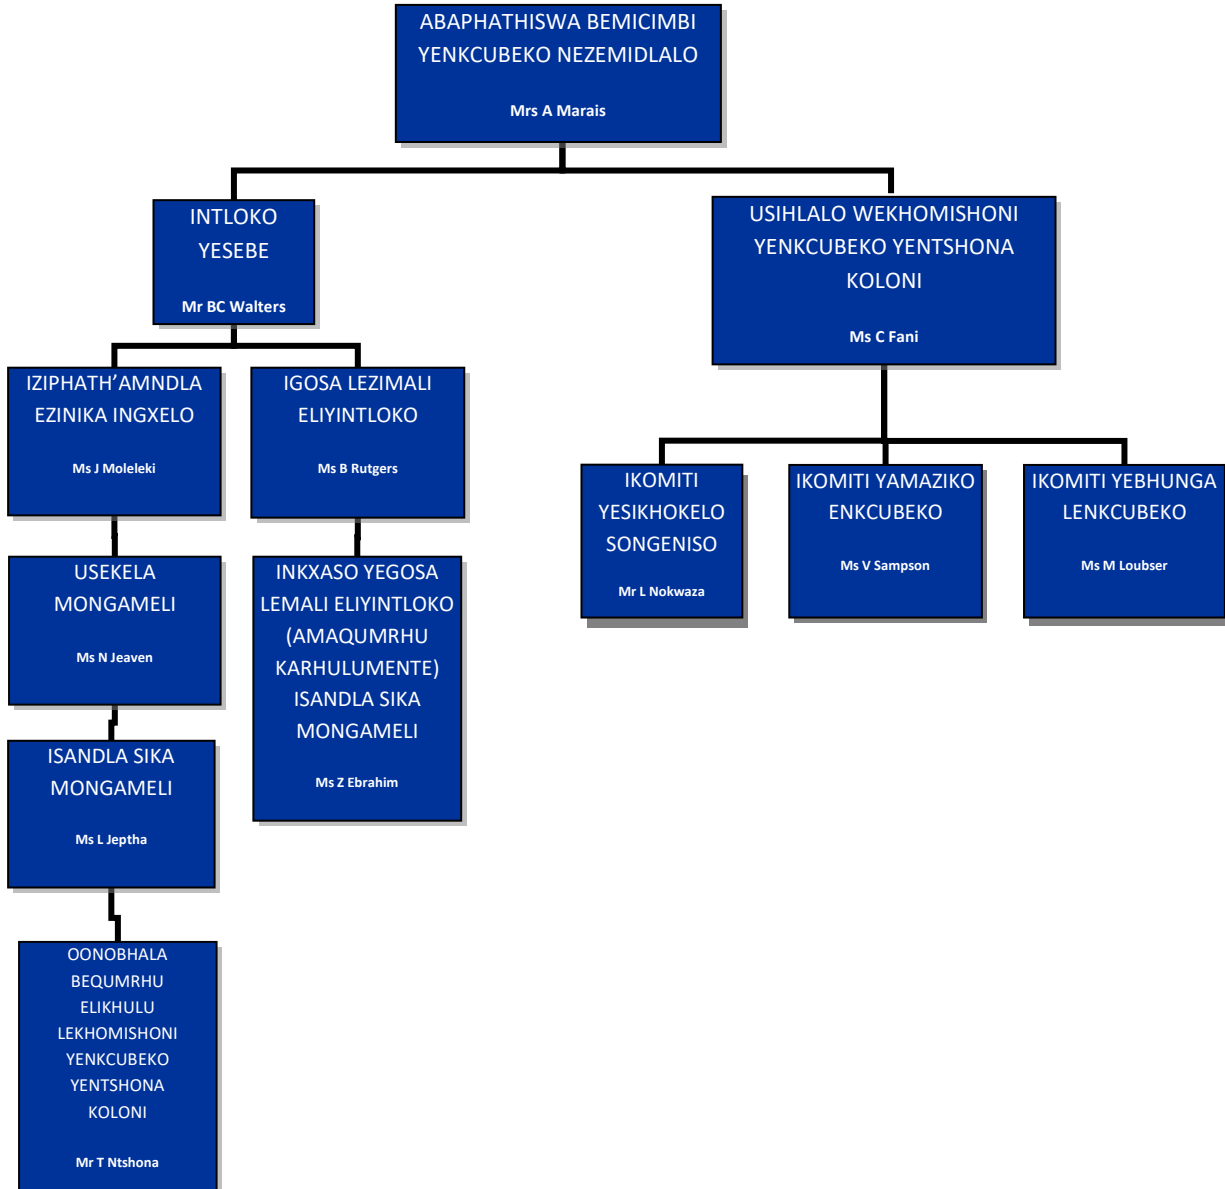 ABAPHATHISWA BEMICIMBI
YENKCUBEKO NEZEMIDLALO
Mrs A Marais
INTLOKO
YESEBE
Mr BC Walters
USIHLALO WEKHOMISHONI
YENKCUBEKO YENTSHONA
KOLONI
Ms C Fani
IZIPHATH’AMNDLA
EZINIKA INGXELO
Ms J Moleleki
IGOSA LEZIMALI
ELIYINTLOKO
Ms B Rutgers
IKOMITI
YESIKHOKELO
SONGENISO
Mr L Nokwaza
IKOMITI YAMAZIKO
ENKCUBEKO
Ms V Sampson
IKOMITI YEBHUNGA
LENKCUBEKO
Ms M Loubser
USEKELA
MONGAMELI
Ms N Jeaven
INKXASO YEGOSA
LEMALI ELIYINTLOKO
(AMAQUMRHU
KARHULUMENTE)
ISANDLA SIKA
MONGAMELI
Ms Z Ebrahim
ISANDLA SIKA
MONGAMELI
Ms L Jeptha
OONOBHALA
BEQUMRHU
ELIKHULU
LEKHOMISHONI
YENKCUBEKO
YENTSHONA
KOLONI
Mr T Ntshona